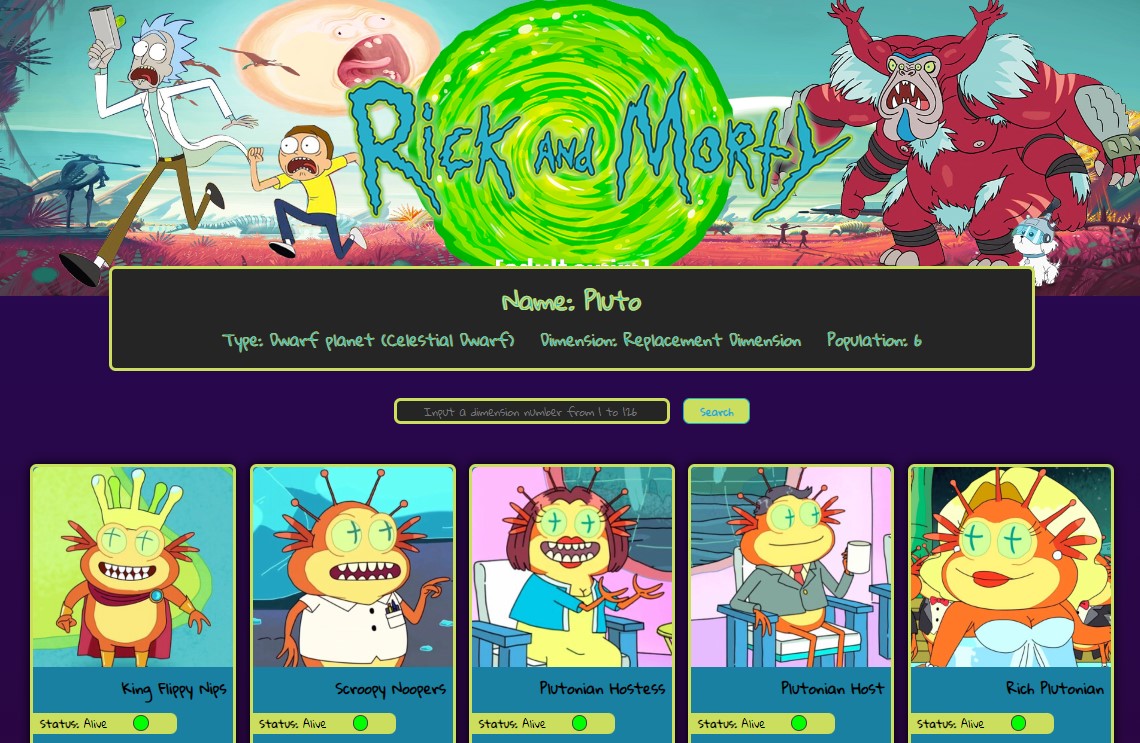 Rick and Morty
[adult swim]
Name: Pluto
Type: Dwarf planet (Celestial Dwarf) Dimension: Replacement Dimension Population: 6
Input a dimension number from 1 to 126 Search
King Flippy Nips Scroopy Noopers Plutonian Hostess Plutonian Host Rich Plutonian
Status: Alive Status: Alive Status: Alive Status: Alive Status: Alive